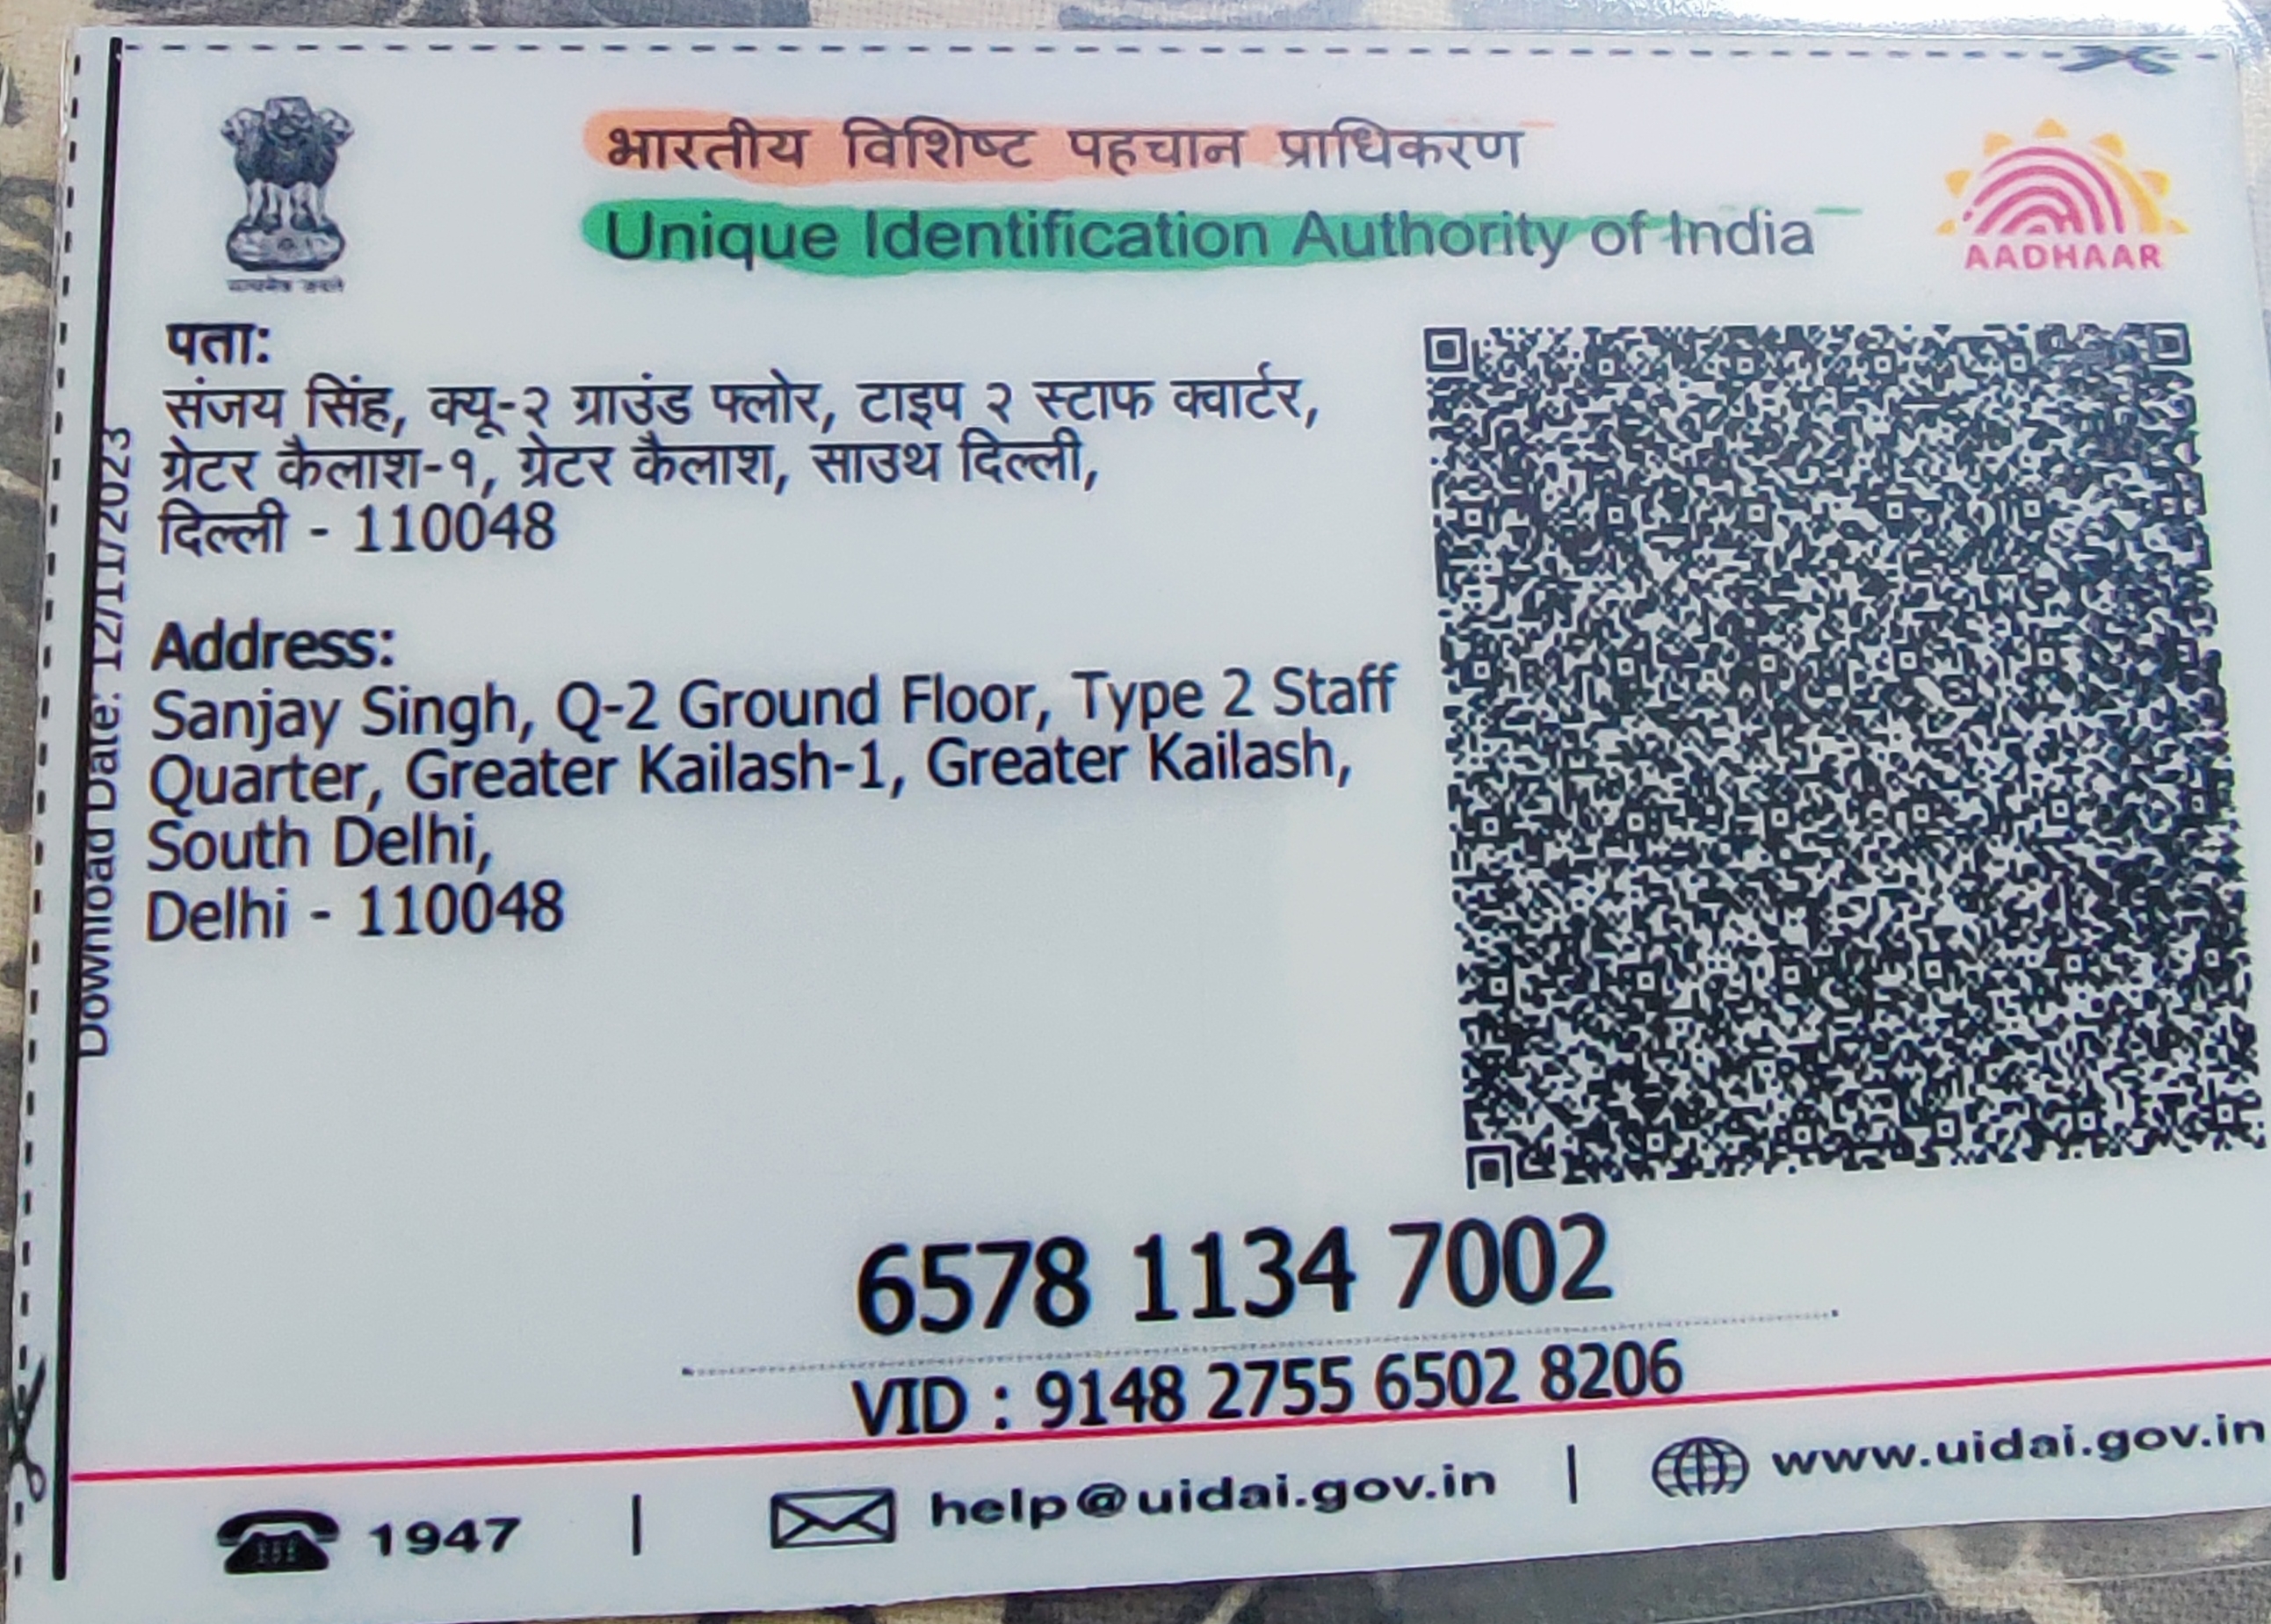 भारतीय विशिष्ट पहचान प्राधिकरण
Unique Identification Authority of India
AADHAAR
पता:
संजय सिंह, क्यू-२ ग्राउंड फ्लोर, टाइप २ स्टाफ क्वार्टर,
ग्रेटर कैलाश-१, ग्रेटर कैलाश, साउथ दिल्ली,
दिल्ली - 110048
Address:
Sanjay Singh, Q-2 Ground Floor, Type 2 Staff
Quarter, Greater Kailash-1, Greater Kailash,
South Delhi,
Delhi - 110048
Download Date: 12/11/2023
6578 1134 7002
VID : 9148 2755 6502 8206
1947 | help@uidai.gov.in | www.uidai.gov.in